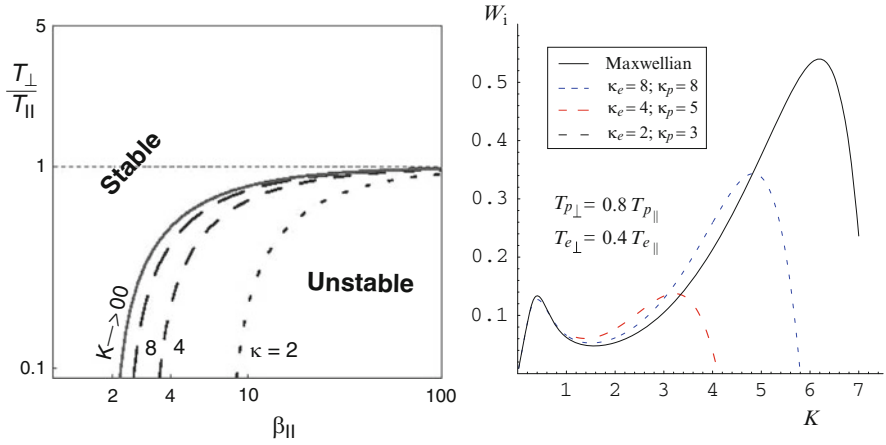 5
T⊥
T||
1
Stable
Unstable
K—>00
8
4
κ = 2
0.1
2
4
10
100
β||
Wi
0.5
0.4
0.3
0.2
0.1
Maxwellian
κe = 8; κp = 8
κe = 4; κp = 5
κe = 2; κp = 3
Tp⊥ = 0.8 Tp||
Te⊥ = 0.4 Te||
1
2
3
4
5
6
7
K